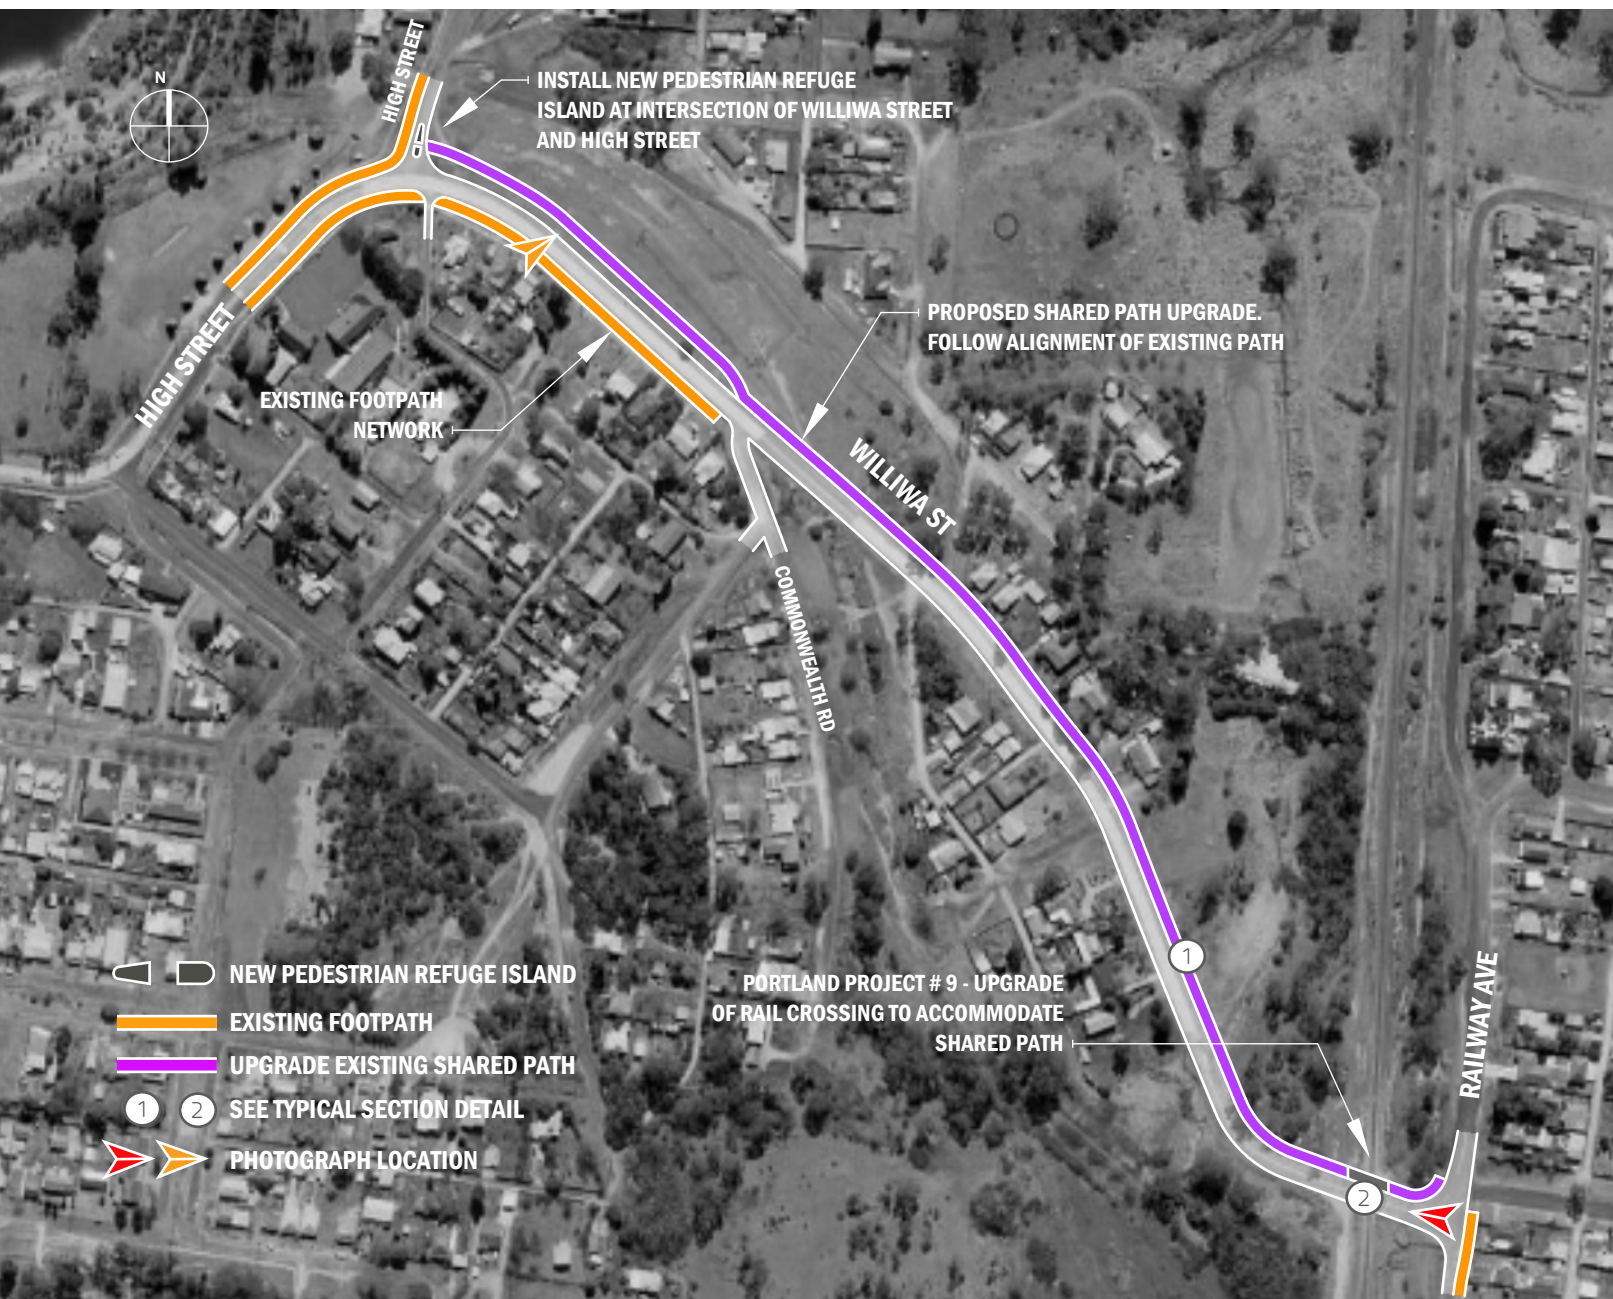 HIGH STREET
N
INSTALL NEW PEDESTRIAN REFUGE
ISLAND AT INTERSECTION OF WILLIWA STREET
AND HIGH STREET
PROPOSED SHARED PATH UPGRADE.
FOLLOW ALIGNMENT OF EXISTING PATH
HIGH STREET
EXISTING FOOTPATH
NETWORK
WILLIWA ST
COMMONWEALTH RD
1
PORTLAND PROJECT # 9 - UPGRADE
OF RAIL CROSSING TO ACCOMMODATE
SHARED PATH
RAILWAY AVE
2
NEW PEDESTRIAN REFUGE ISLAND
EXISTING FOOTPATH
UPGRADE EXISTING SHARED PATH
1 2 SEE TYPICAL SECTION DETAIL
PHOTOGRAPH LOCATION